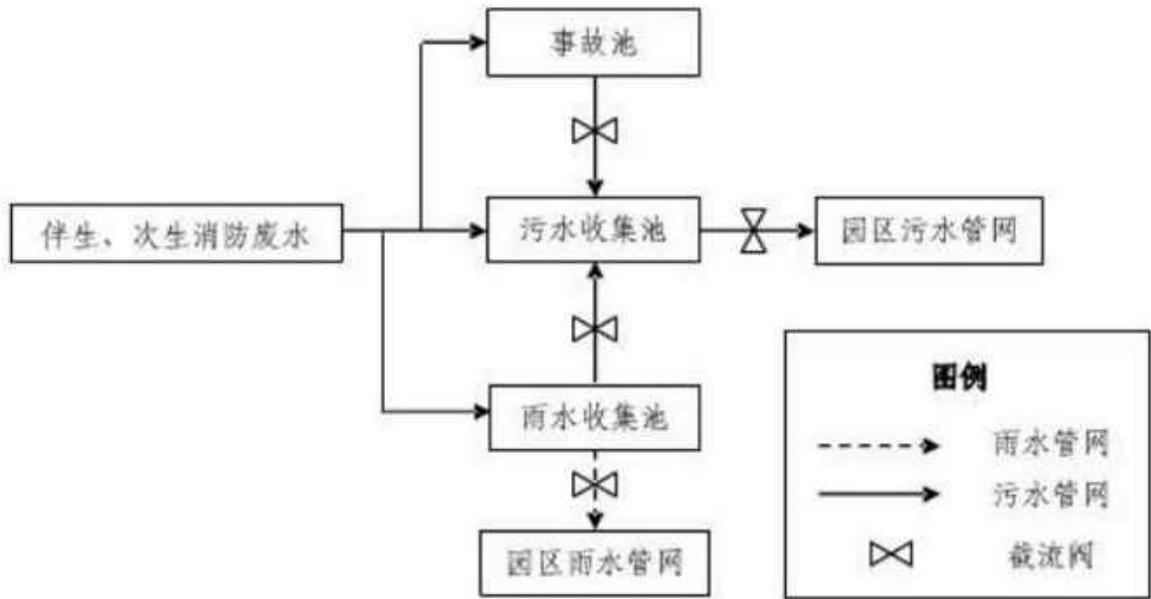 事故池
伴生、次生消防废水
污水收集池
园区污水管网
雨水收集池
园区雨水管网
图例
雨水管网
污水管网
截流阀